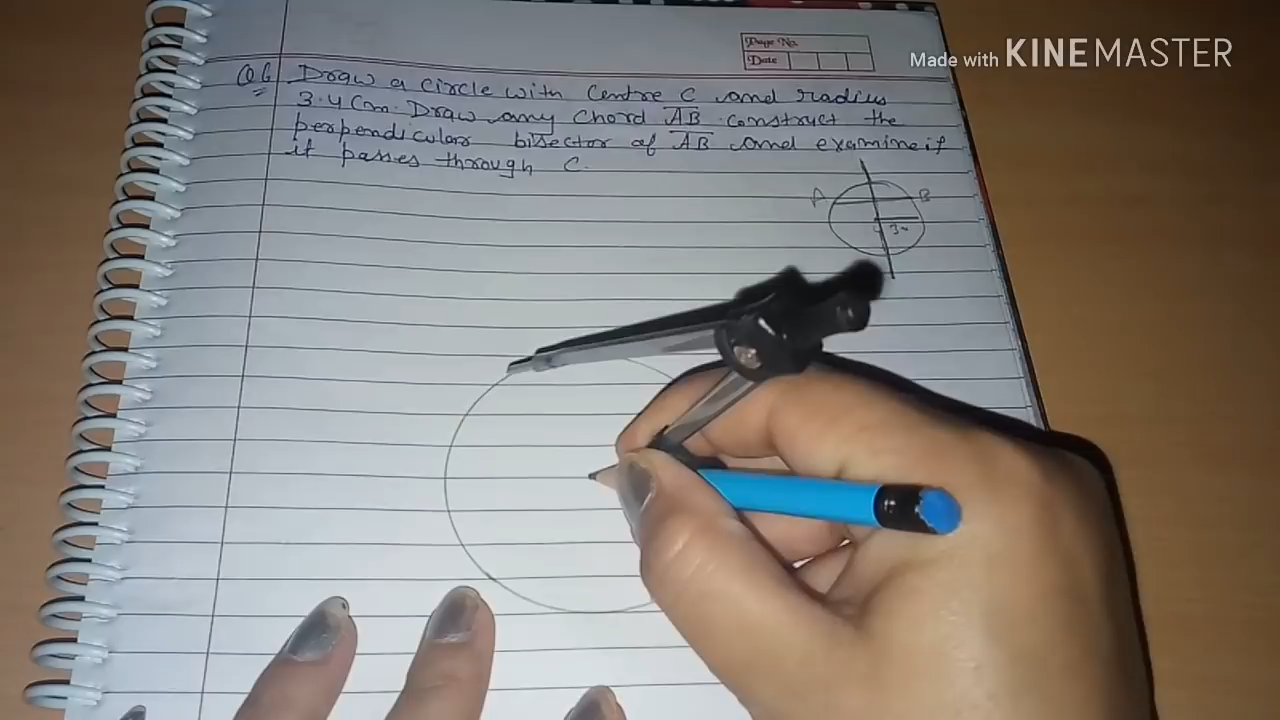 Page No.
Date
Made with KINEMASTER
Q6 Draw a circle with Centre C and radius
3.4 Cm. Draw any chord AB. construct the
perpendicular bisector of AB and examine if
it passes through C.
A B